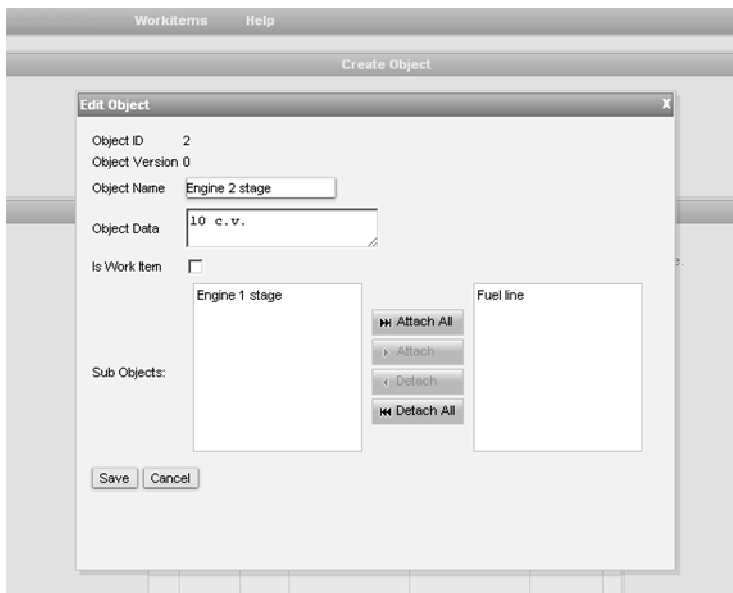 Workitems Help
Create Object
Edit Object X
Object ID 2
Object Version 0
Object Name Engine 2 stage
Object Data 10 c.v.
Is Work Item
Engine 1 stage Fuel line
Attach All
Attach
Sub Objects:
Detach
Detach All
Save Cancel